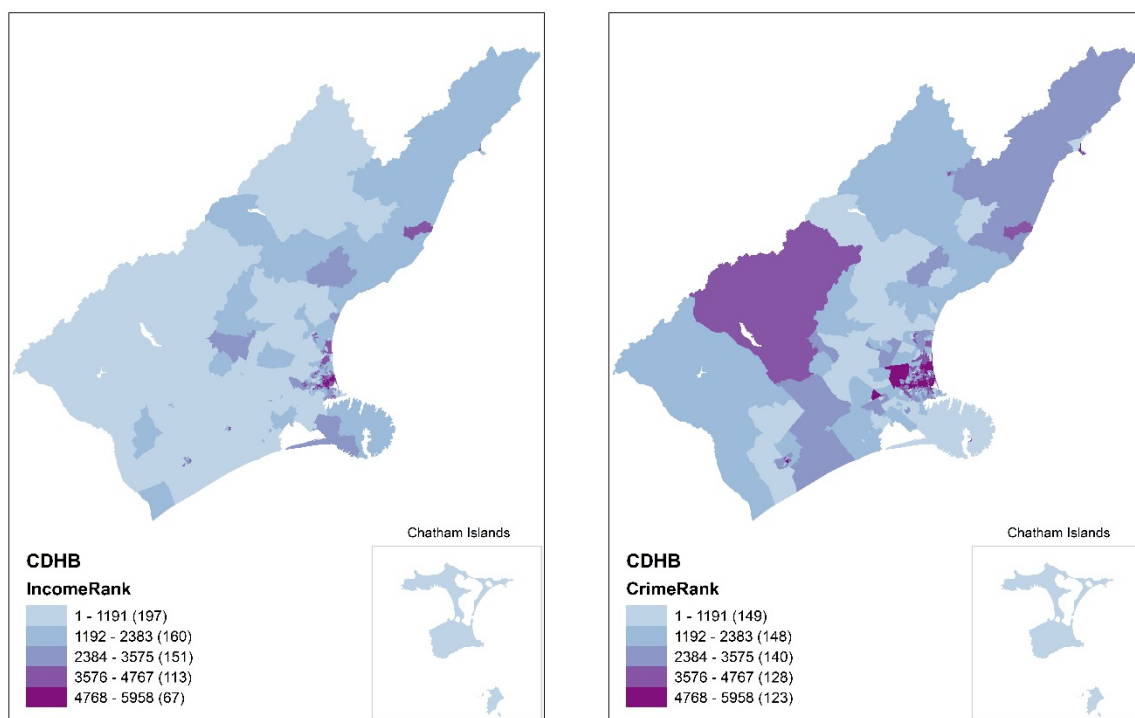 Chatham Islands
CDHB
IncomeRank
1 - 1191 (197)
1192 - 2383 (160)
2384 - 3575 (151)
3576 - 4767 (113)
4768 - 5958 (67)
Chatham Islands
CDHB
CrimeRank
1 - 1191 (149)
1192 - 2383 (148)
2384 - 3575 (140)
3576 - 4767 (128)
4768 - 5958 (123)